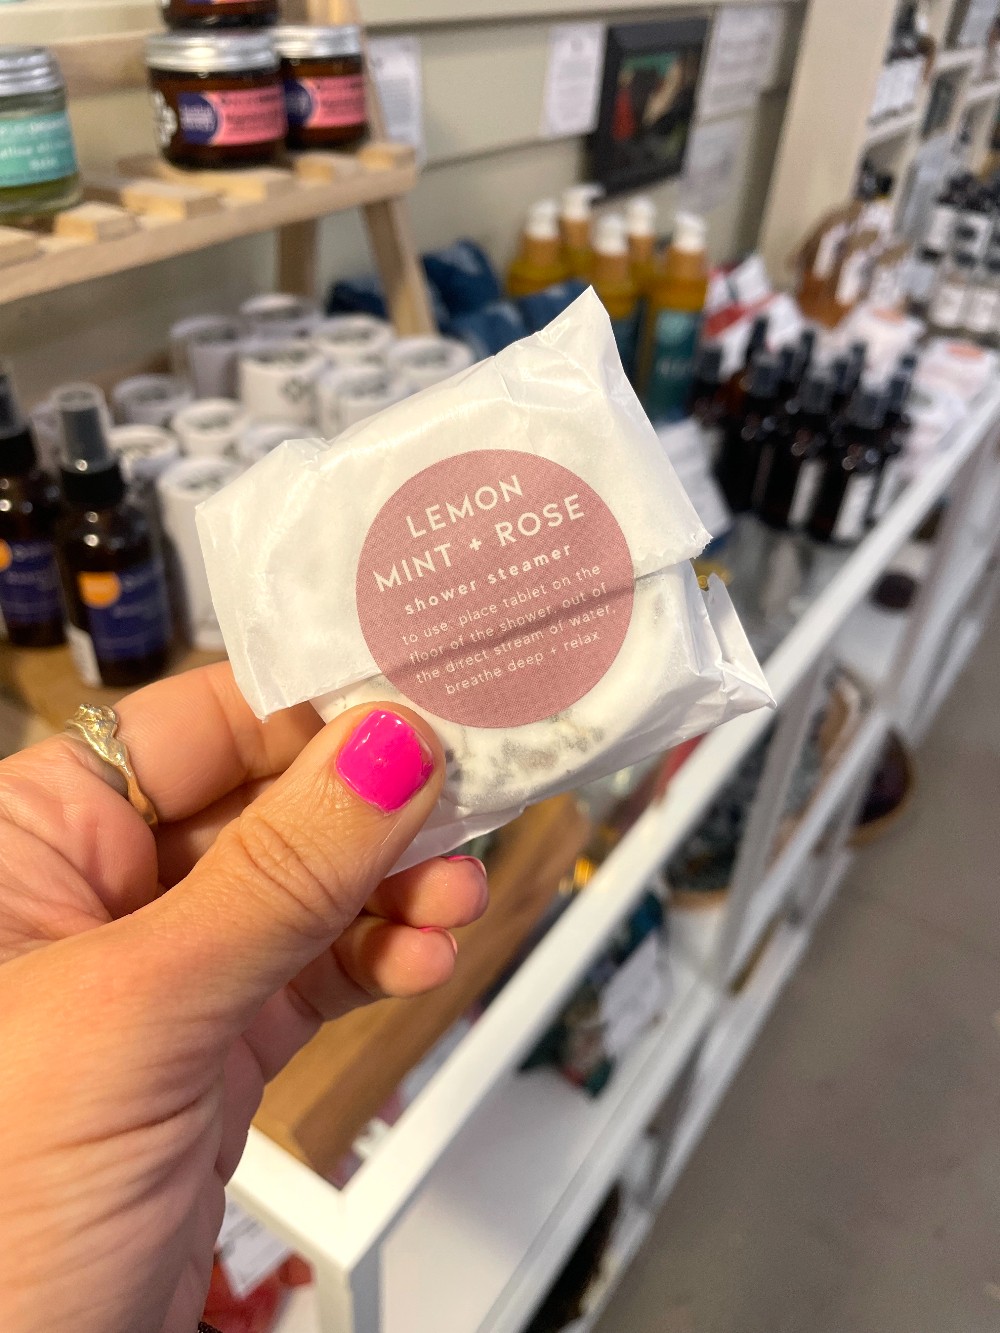 LEMON
MINT + ROSE
shower steamer
to use, place tablet on the
floor of the shower, out of
the direct stream of water,
breathe deep + relax